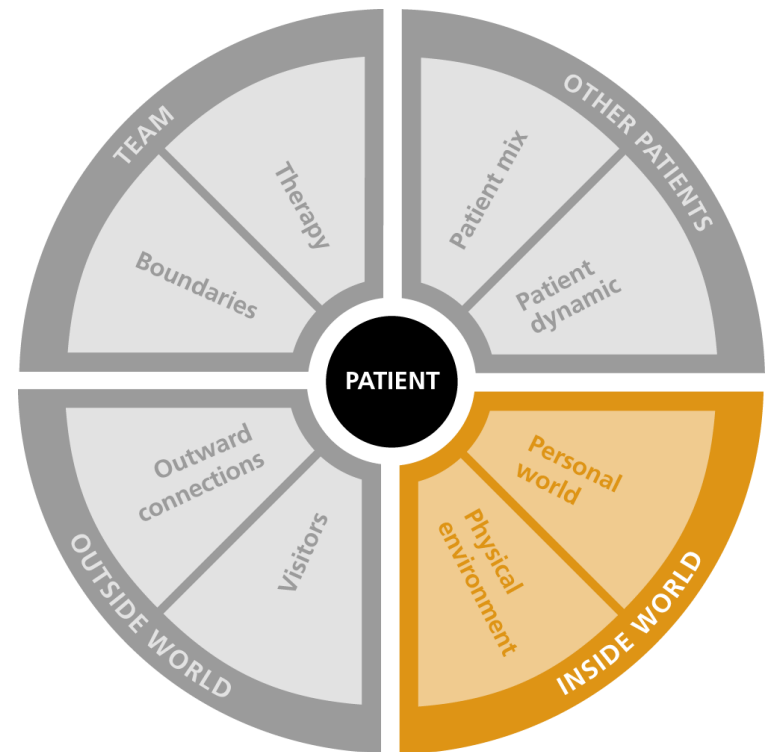 TEAM
Therapy
Boundaries
OTHER PATIENTS
Patient mix
Patient
dynamic
PATIENT
Outward
connections
Visitors
OUTSIDE WORLD
Personal
world
Physical
environment
INSIDE WORLD